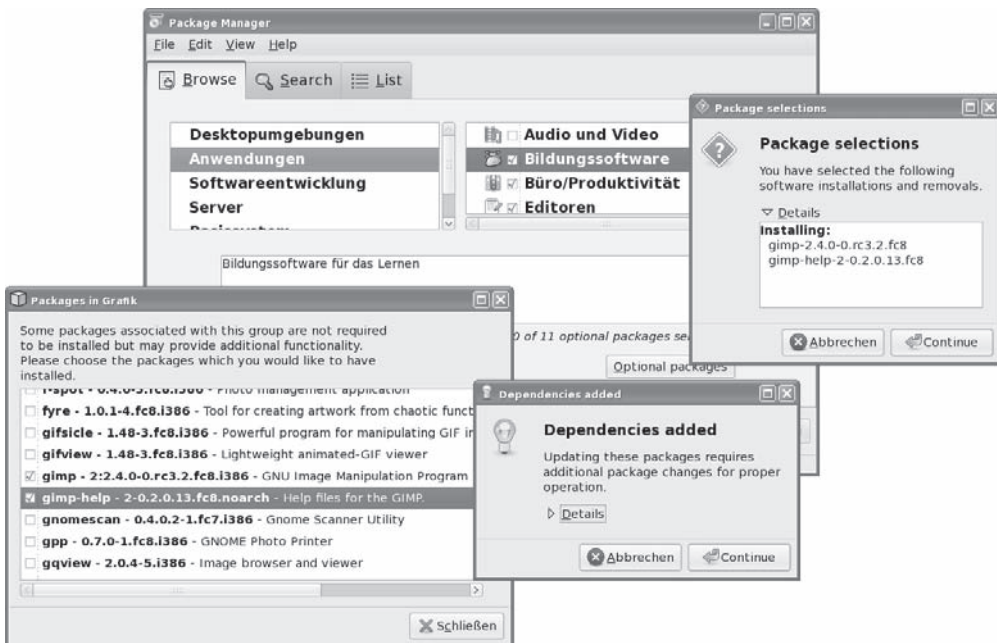 Package Manager
File Edit View Help
Browse Search List
Desktopumgebungen
Anwendungen
Softwareentwicklung
Server
Basissystem
Audio und Video
Bildungssoftware
Büro/Produktivität
Editoren
Bildungssoftware für das Lernen
0 of 11 optional packages
Optional packages
Package selections
Package selections
You have selected the following
software installations and removals.
Details
Installing:
gimp-2.4.0-0.rc3.2.fc8
gimp-help-2-0.2.0.13.fc8
Abbrechen Continue
Packages in Grafik
Some packages associated with this group are not required
to be installed but may provide additional functionality.
Please choose the packages which you would like to have
installed.
f-spot - 0.4.0-3.fc8.i386 - Photo management application
fyre - 1.0.1-4.fc8.i386 - Tool for creating artwork from chaotic funct
gifsicle - 1.48-3.fc8.i386 - Powerful program for manipulating GIF
gifview - 1.48-3.fc8.i386 - Lightweight animated-GIF viewer
gimp - 2:2.4.0-0.rc3.2.fc8.i386 - GNU Image Manipulation Program
gimp-help - 2-0.2.0.13.fc8.noarch - Help files for the GIMP.
gnomescan - 0.4.0.2-1.fc7.i386 - Gnome Scanner Utility
gpp - 0.7.0-1.fc8.i386 - GNOME Photo Printer
gqview - 2.0.4-5.i386 - Image browser and viewer
Schließen
Dependencies added
Dependencies added
Updating these packages requires
additional package changes for proper
operation.
Details
Abbrechen Continue